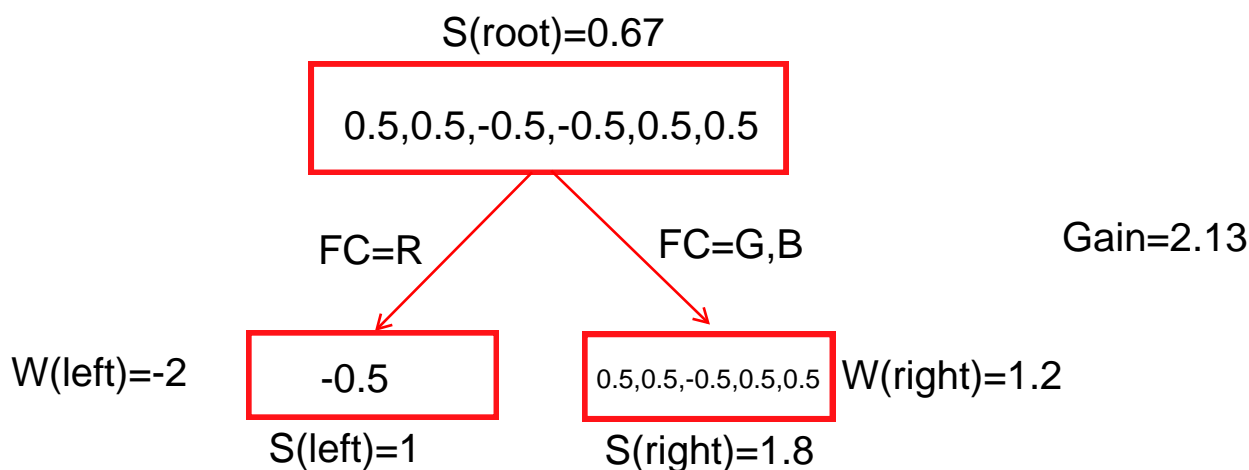 S(root)=0.67
0.5,0.5,-0.5,-0.5,0.5,0.5
FC=R
FC=G,B
Gain=2.13
W(left)=-2
-0.5
0.5,0.5,-0.5,0.5,0.5
W(right)=1.2
S(left)=1
S(right)=1.8